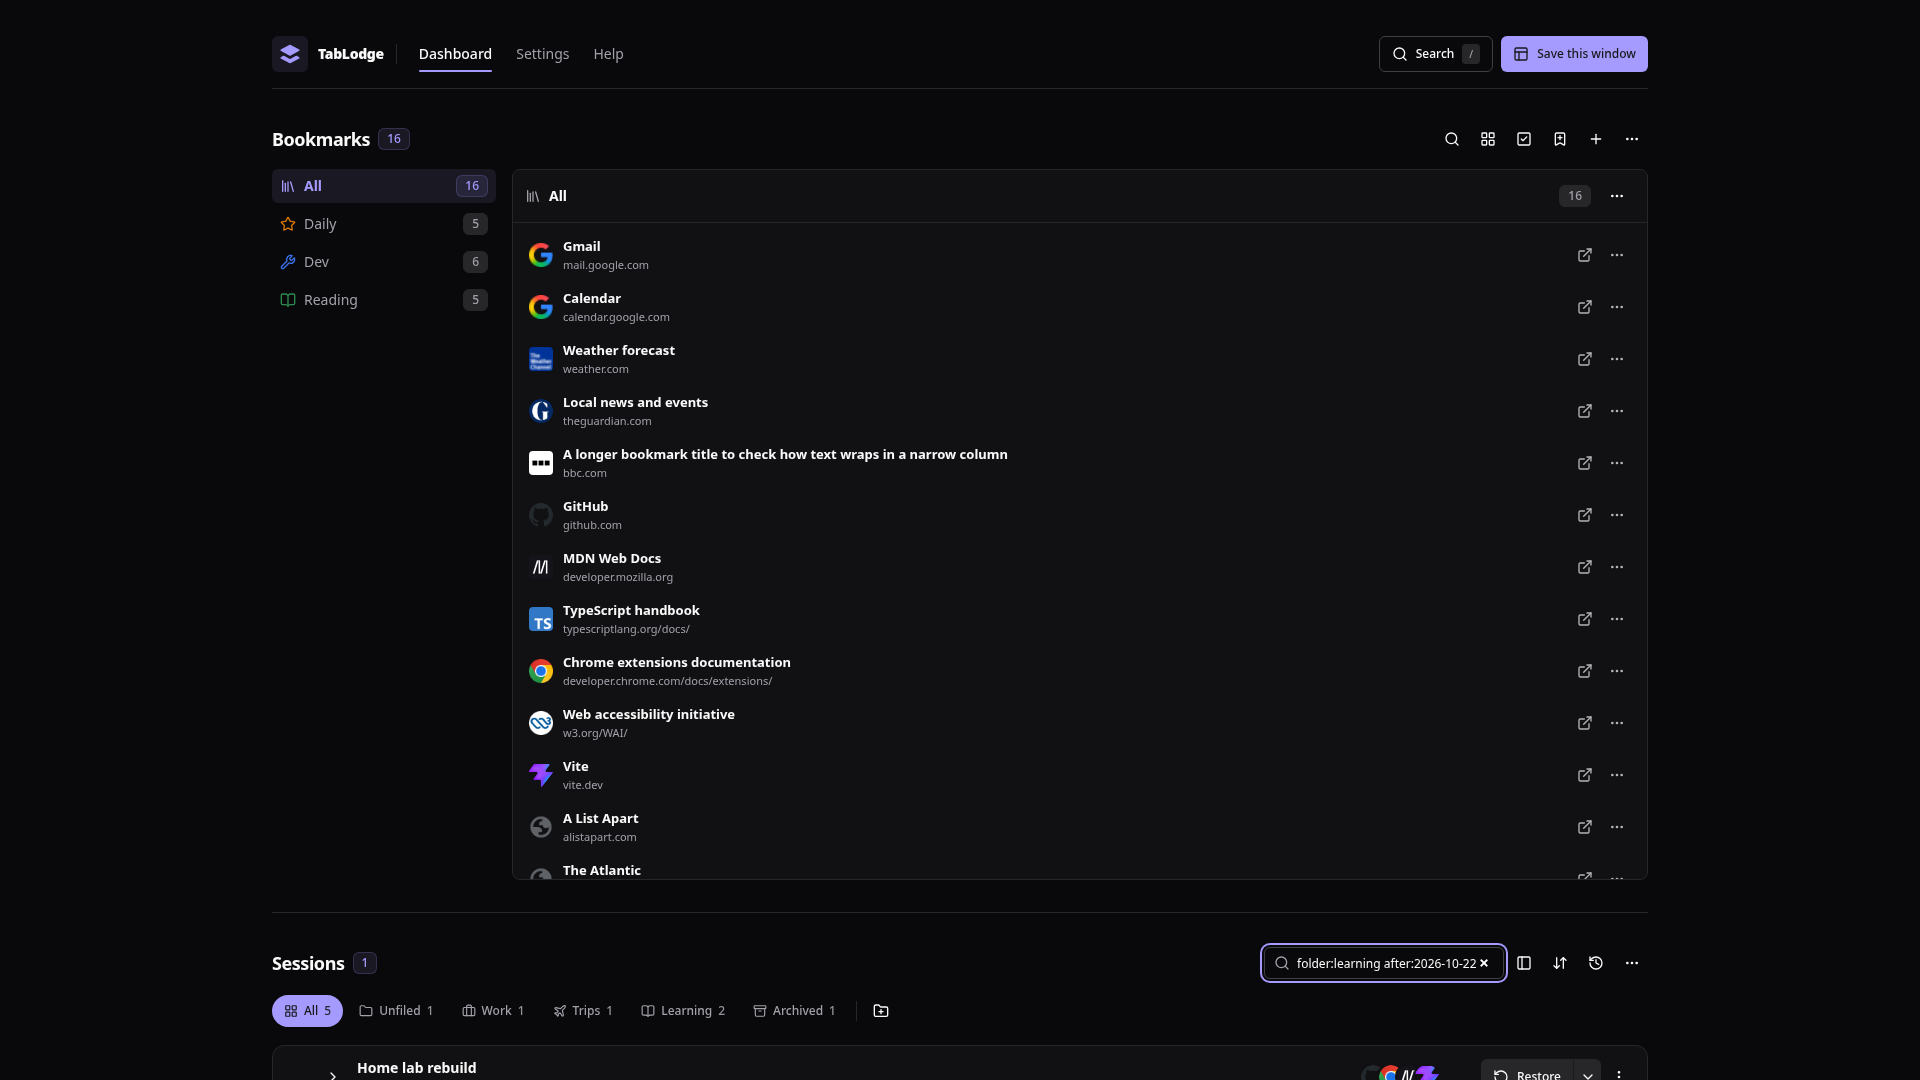 TabLodge
Dashboard
Settings
Help
Search /
Save this window
Bookmarks 16
All 16
Daily 5
Dev 6
Reading 5
All 16
Gmail
mail.google.com
Calendar
calendar.google.com
Weather forecast
weather.com
Local news and events
theguardian.com
A longer bookmark title to check how text wraps in a narrow column
bbc.com
GitHub
github.com
MDN Web Docs
developer.mozilla.org
TypeScript handbook
typescriptlang.org/docs/
Chrome extensions documentation
developer.chrome.com/docs/extensions/
Web accessibility initiative
w3.org/WAI/
Vite
vite.dev
A List Apart
alistapart.com
The Atlantic
Sessions 1
folder:learning after:2026-10-22
All 5
Unfiled 1
Work 1
Trips 1
Learning 2
Archived 1
Home lab rebuild
Restore